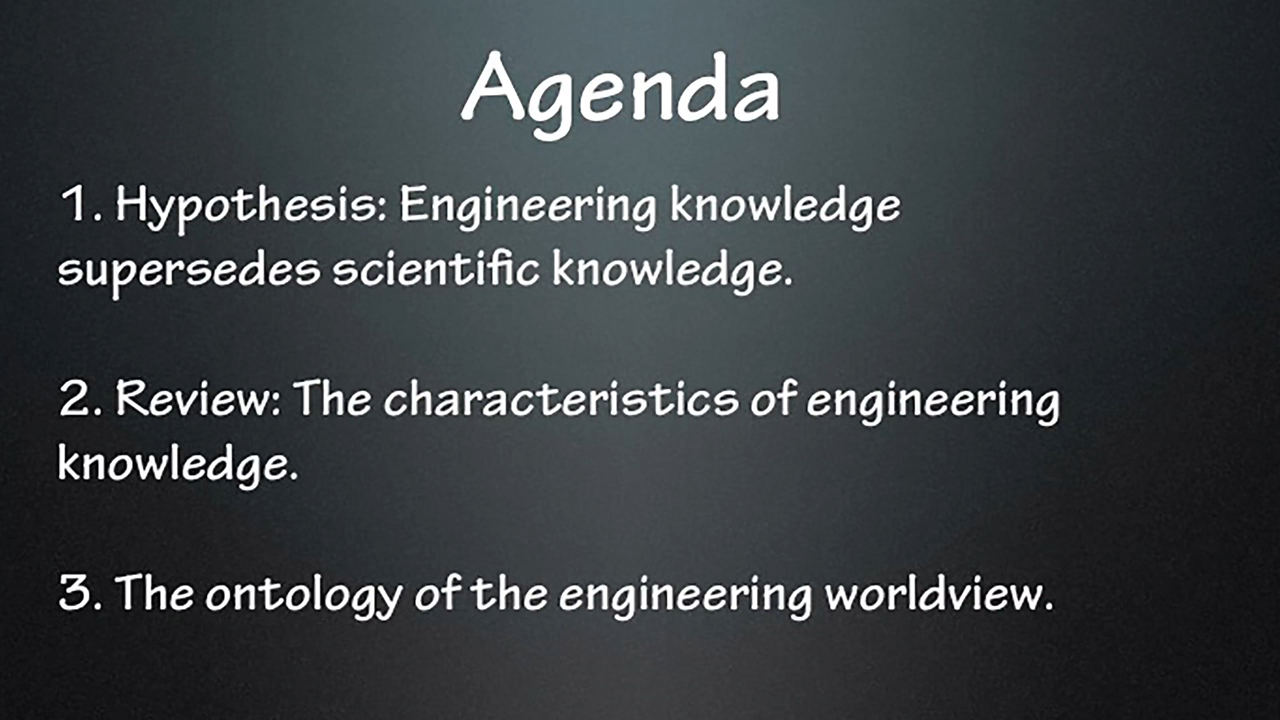 Agenda
1. Hypothesis: Engineering knowledge
supersedes scientific knowledge.
2. Review: The characteristics of engineering
knowledge.
3. The ontology of the engineering worldview.